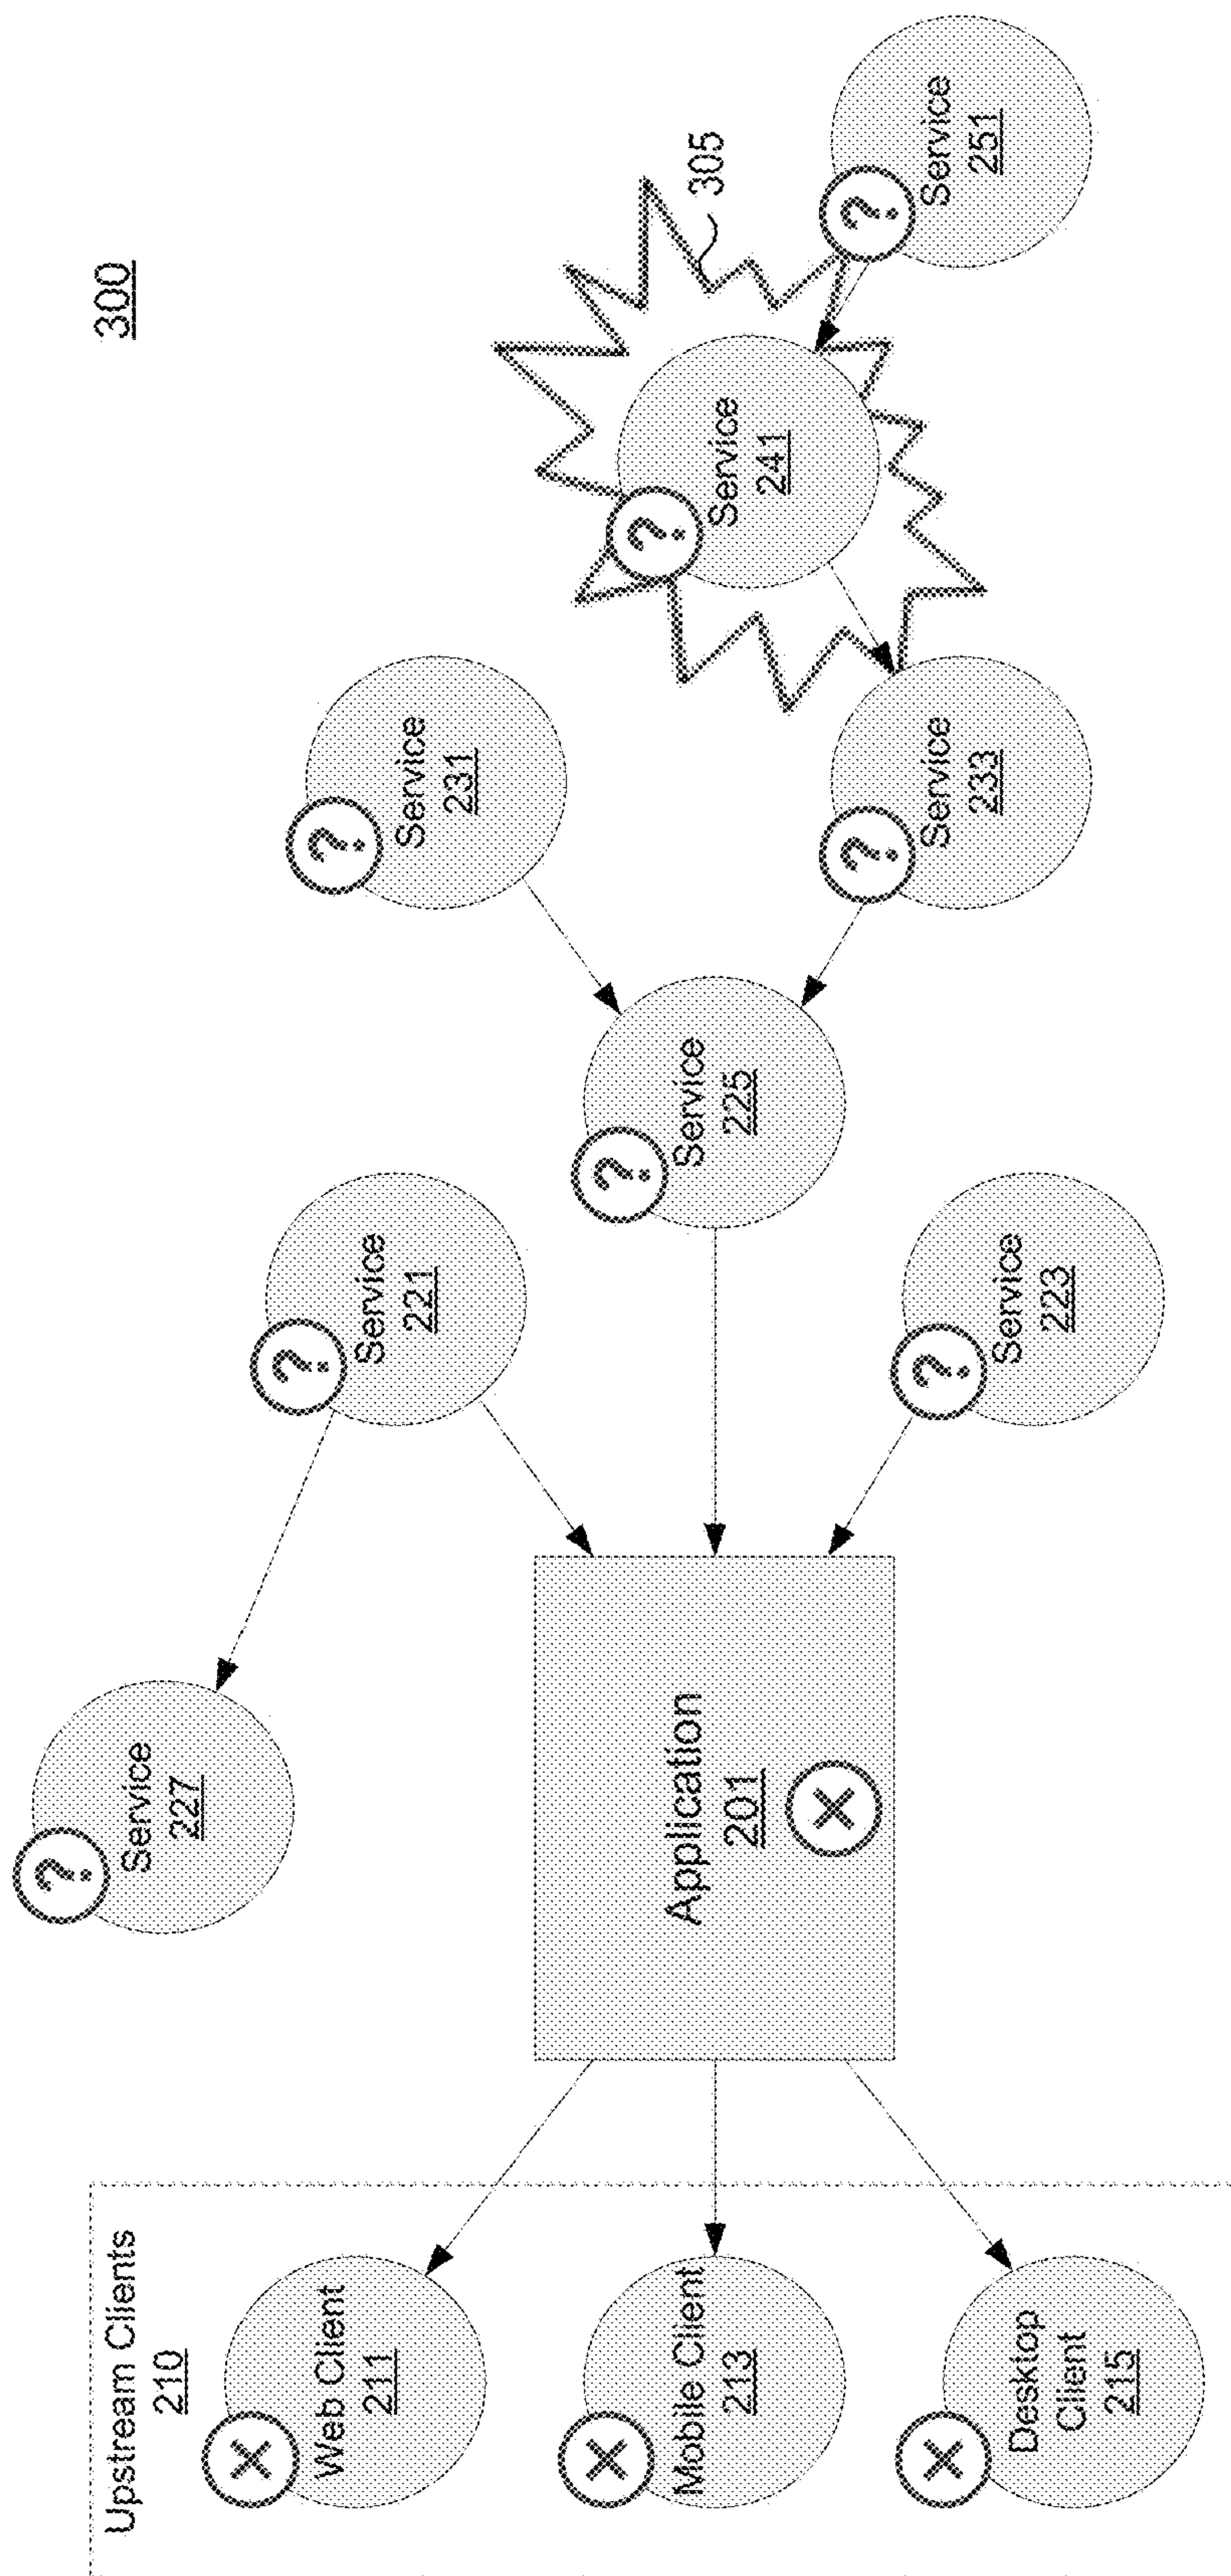 300
Upstream Clients
210
Web Client
211
Mobile Client
213
Desktop
Client
215
Application
201
Service
227
Service
221
Service
223
Service
225
Service
231
Service
233
Service
241
305
Service
251
?
?
?
?
?
?
?
?
X
X
X
X